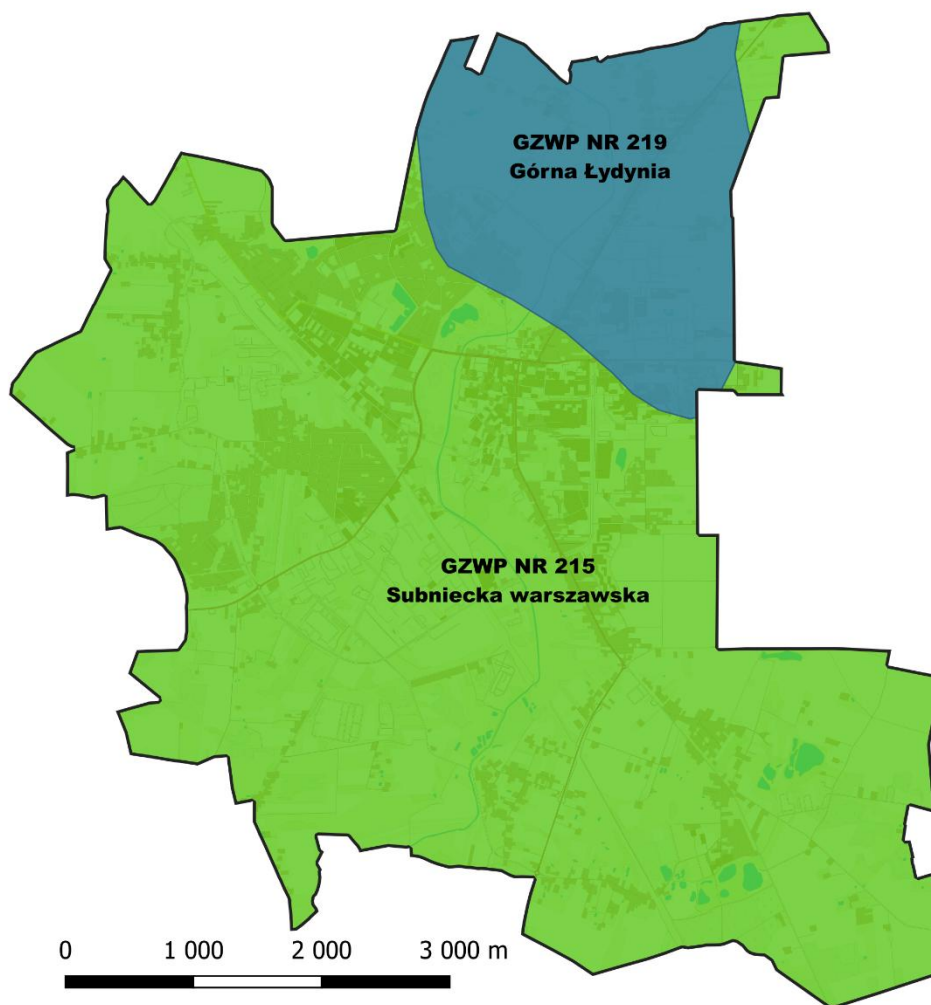 GZWP NR 219
Górna Łydynia
GZWP NR 215
Subniecka warszawska
0 1 000 2 000 3 000 m